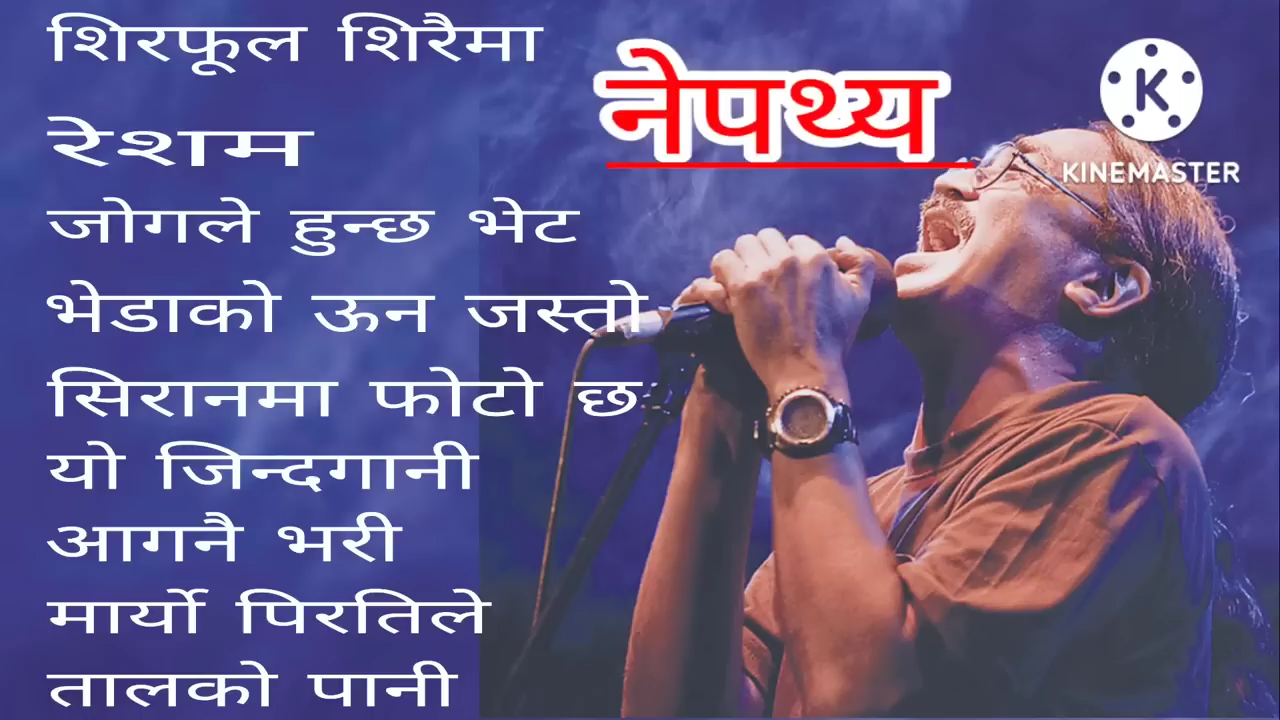 शिरफूल शिरैमा
रेशम
जोगले हुन्छ भेट
भेडाको ऊन जस्तो
सिरानमा फोटो छ
यो जिन्दगानी
आगनै भरी
मार्यो पिरतिले
तालको पानी
नेपथ्य
K
KINEMASTER